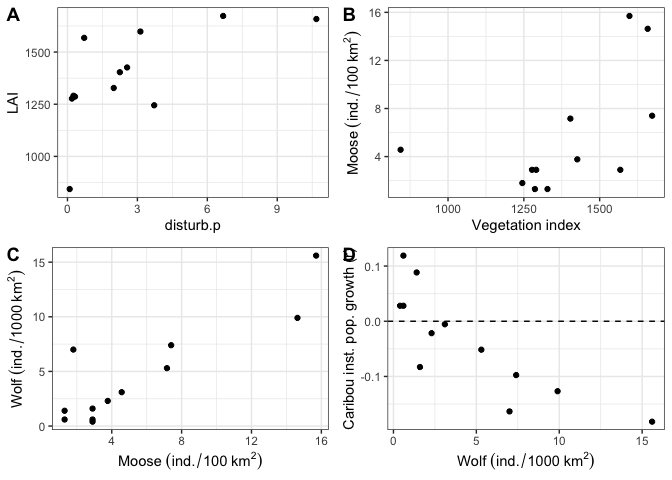 A
1500
1250
1000
LAI
0
3
6
9
disturb.p
B
16
12
8
4
Moose (ind./100 km²)
1000
1250
1500
Vegetation index
C
15
10
5
0
Wolf (ind./1000 km²)
4
8
12
16
Moose (ind./100 km²)
D
0.1
0.0
-0.1
Caribou inst. pop. growth
0
5
10
15
Wolf (ind./1000 km²)